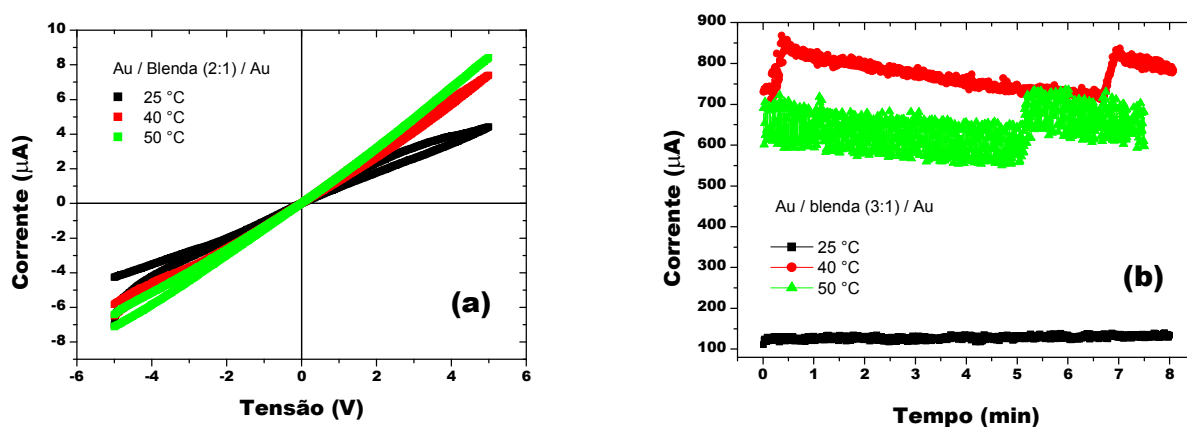 10
8
6
4
2
0
-2
-4
-6
-8
Corrente (µA)
Au / Blenda (2:1) / Au
25 °C
40 °C
50 °C
(a)
-6 -4 -2 0 2 4 6
Tensão (V)
900
800
700
600
500
400
300
200
100
Corrente (µA)
Au / blenda (3:1) / Au
25 °C
40 °C
50 °C
(b)
0 1 2 3 4 5 6 7 8
Tempo (min)